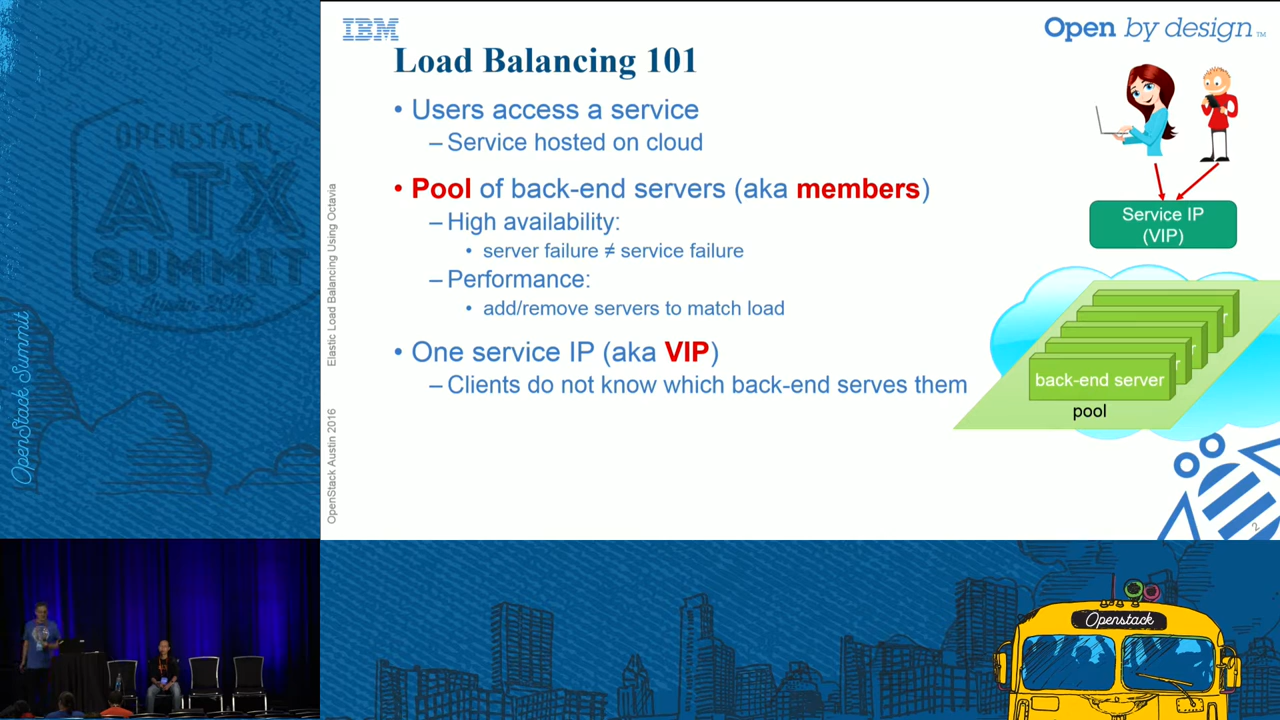 IBM
Open by design™
Load Balancing 101
• Users access a service
– Service hosted on cloud
• Pool of back-end servers (aka members)
– High availability:
• server failure ≠ service failure
– Performance:
• add/remove servers to match load
• One service IP (aka VIP)
– Clients do not know which back-end serves them
Service IP
(VIP)
back-end server
pool
2
Elastic Load Balancing Using Octavia
OpenStack Austin 2016
OPENSTACK
ATX
SUMMIT
OpenStack Summit
Openstack